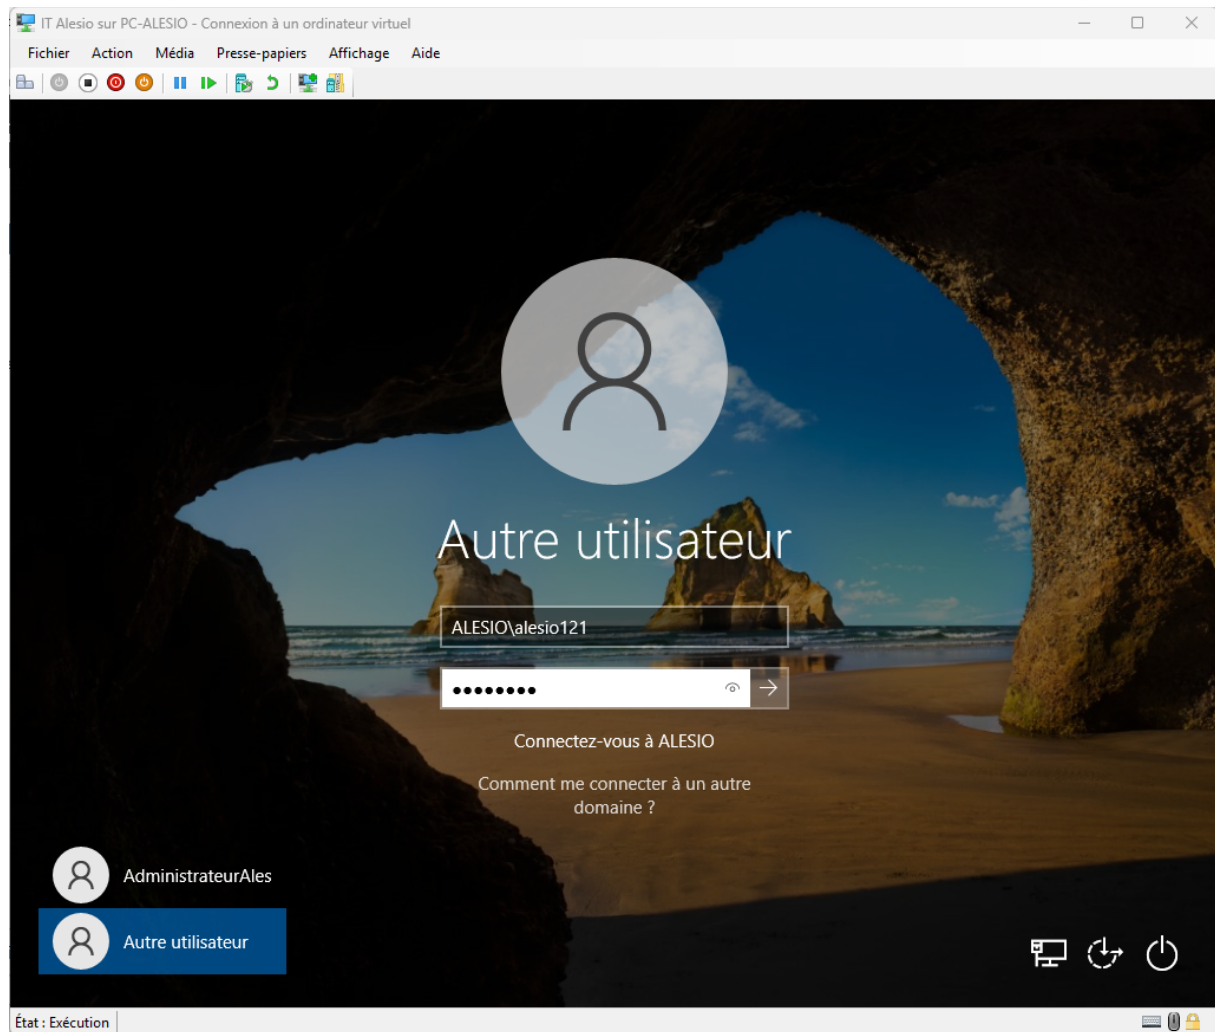 IT Alesio sur PC-ALESIO - Connexion à un ordinateur virtuel
Fichier Action Média Presse-papiers Affichage Aide
Autre utilisateur
ALESIO\alesio121
Connectez-vous à ALESIO
Comment me connecter à un autre
domaine ?
AdministrateurAles
Autre utilisateur
État : Exécution